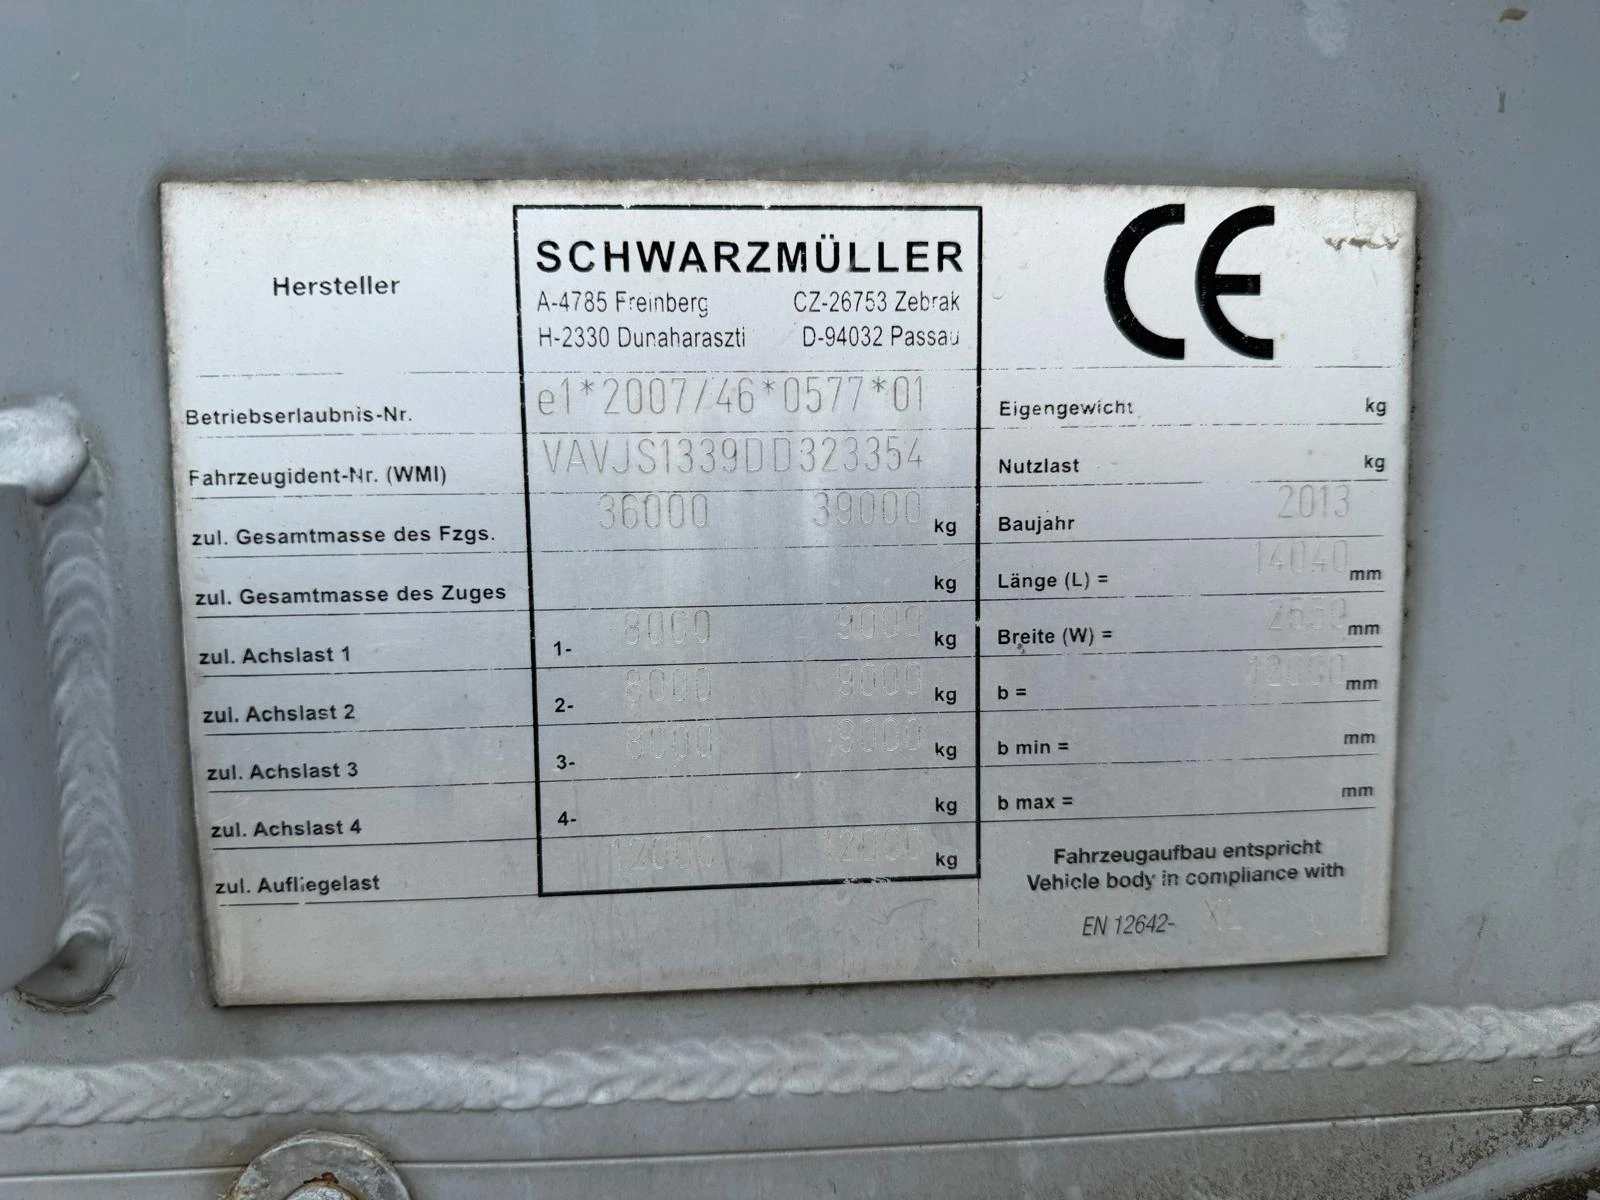 Hersteller
SCHWARZMÜLLER
A-4785 Freinberg CZ-26753 Zebrak
H-2330 Dunaharaszti D-94032 Passau
CE
Betriebserlaubnis-Nr. e1*2007/46*0577*01
Fahrzeugident-Nr. (WMI) VAVJS1339DD323354
zul. Gesamtmasse des Fzgs. 36000 39000 kg
zul. Gesamtmasse des Zuges kg
zul. Achslast 1 1- 8000 9000 kg
zul. Achslast 2 2- 8000 9000 kg
zul. Achslast 3 3- 8000 9000 kg
zul. Achslast 4 4- kg
zul. Aufliegelast 12000 12000 kg
Eigengewicht kg
Nutzlast kg
Baujahr 2013
Länge (L) = 14040 mm
Breite (W) = 2550 mm
b = 12000 mm
b min = mm
b max = mm
Fahrzeugaufbau entspricht
Vehicle body in compliance with
EN 12642- XL